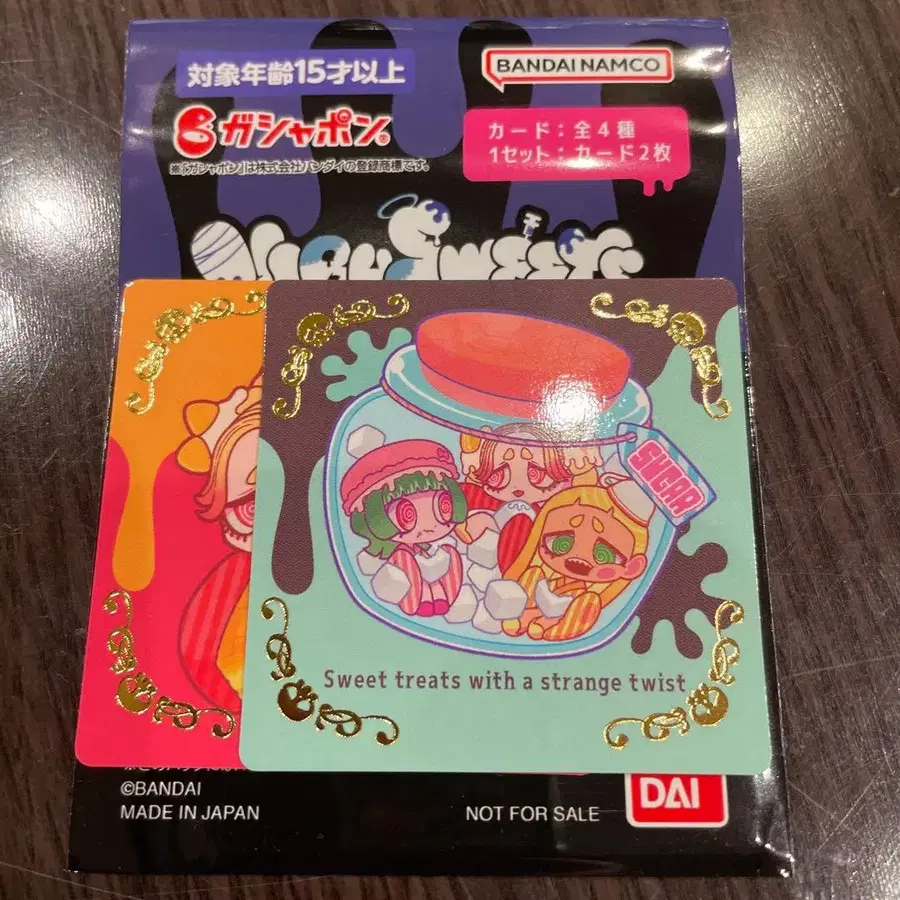 対象年齢15才以上
BANDAI NAMCO
ガシャポン®
※「ガシャポン」は株式会社バンダイの登録商標です。
カード：全4種
1セット：カード2枚
SWEETS
SUGAR
Sweet treats with a strange twist
©BANDAI
MADE IN JAPAN
NOT FOR SALE
DAI